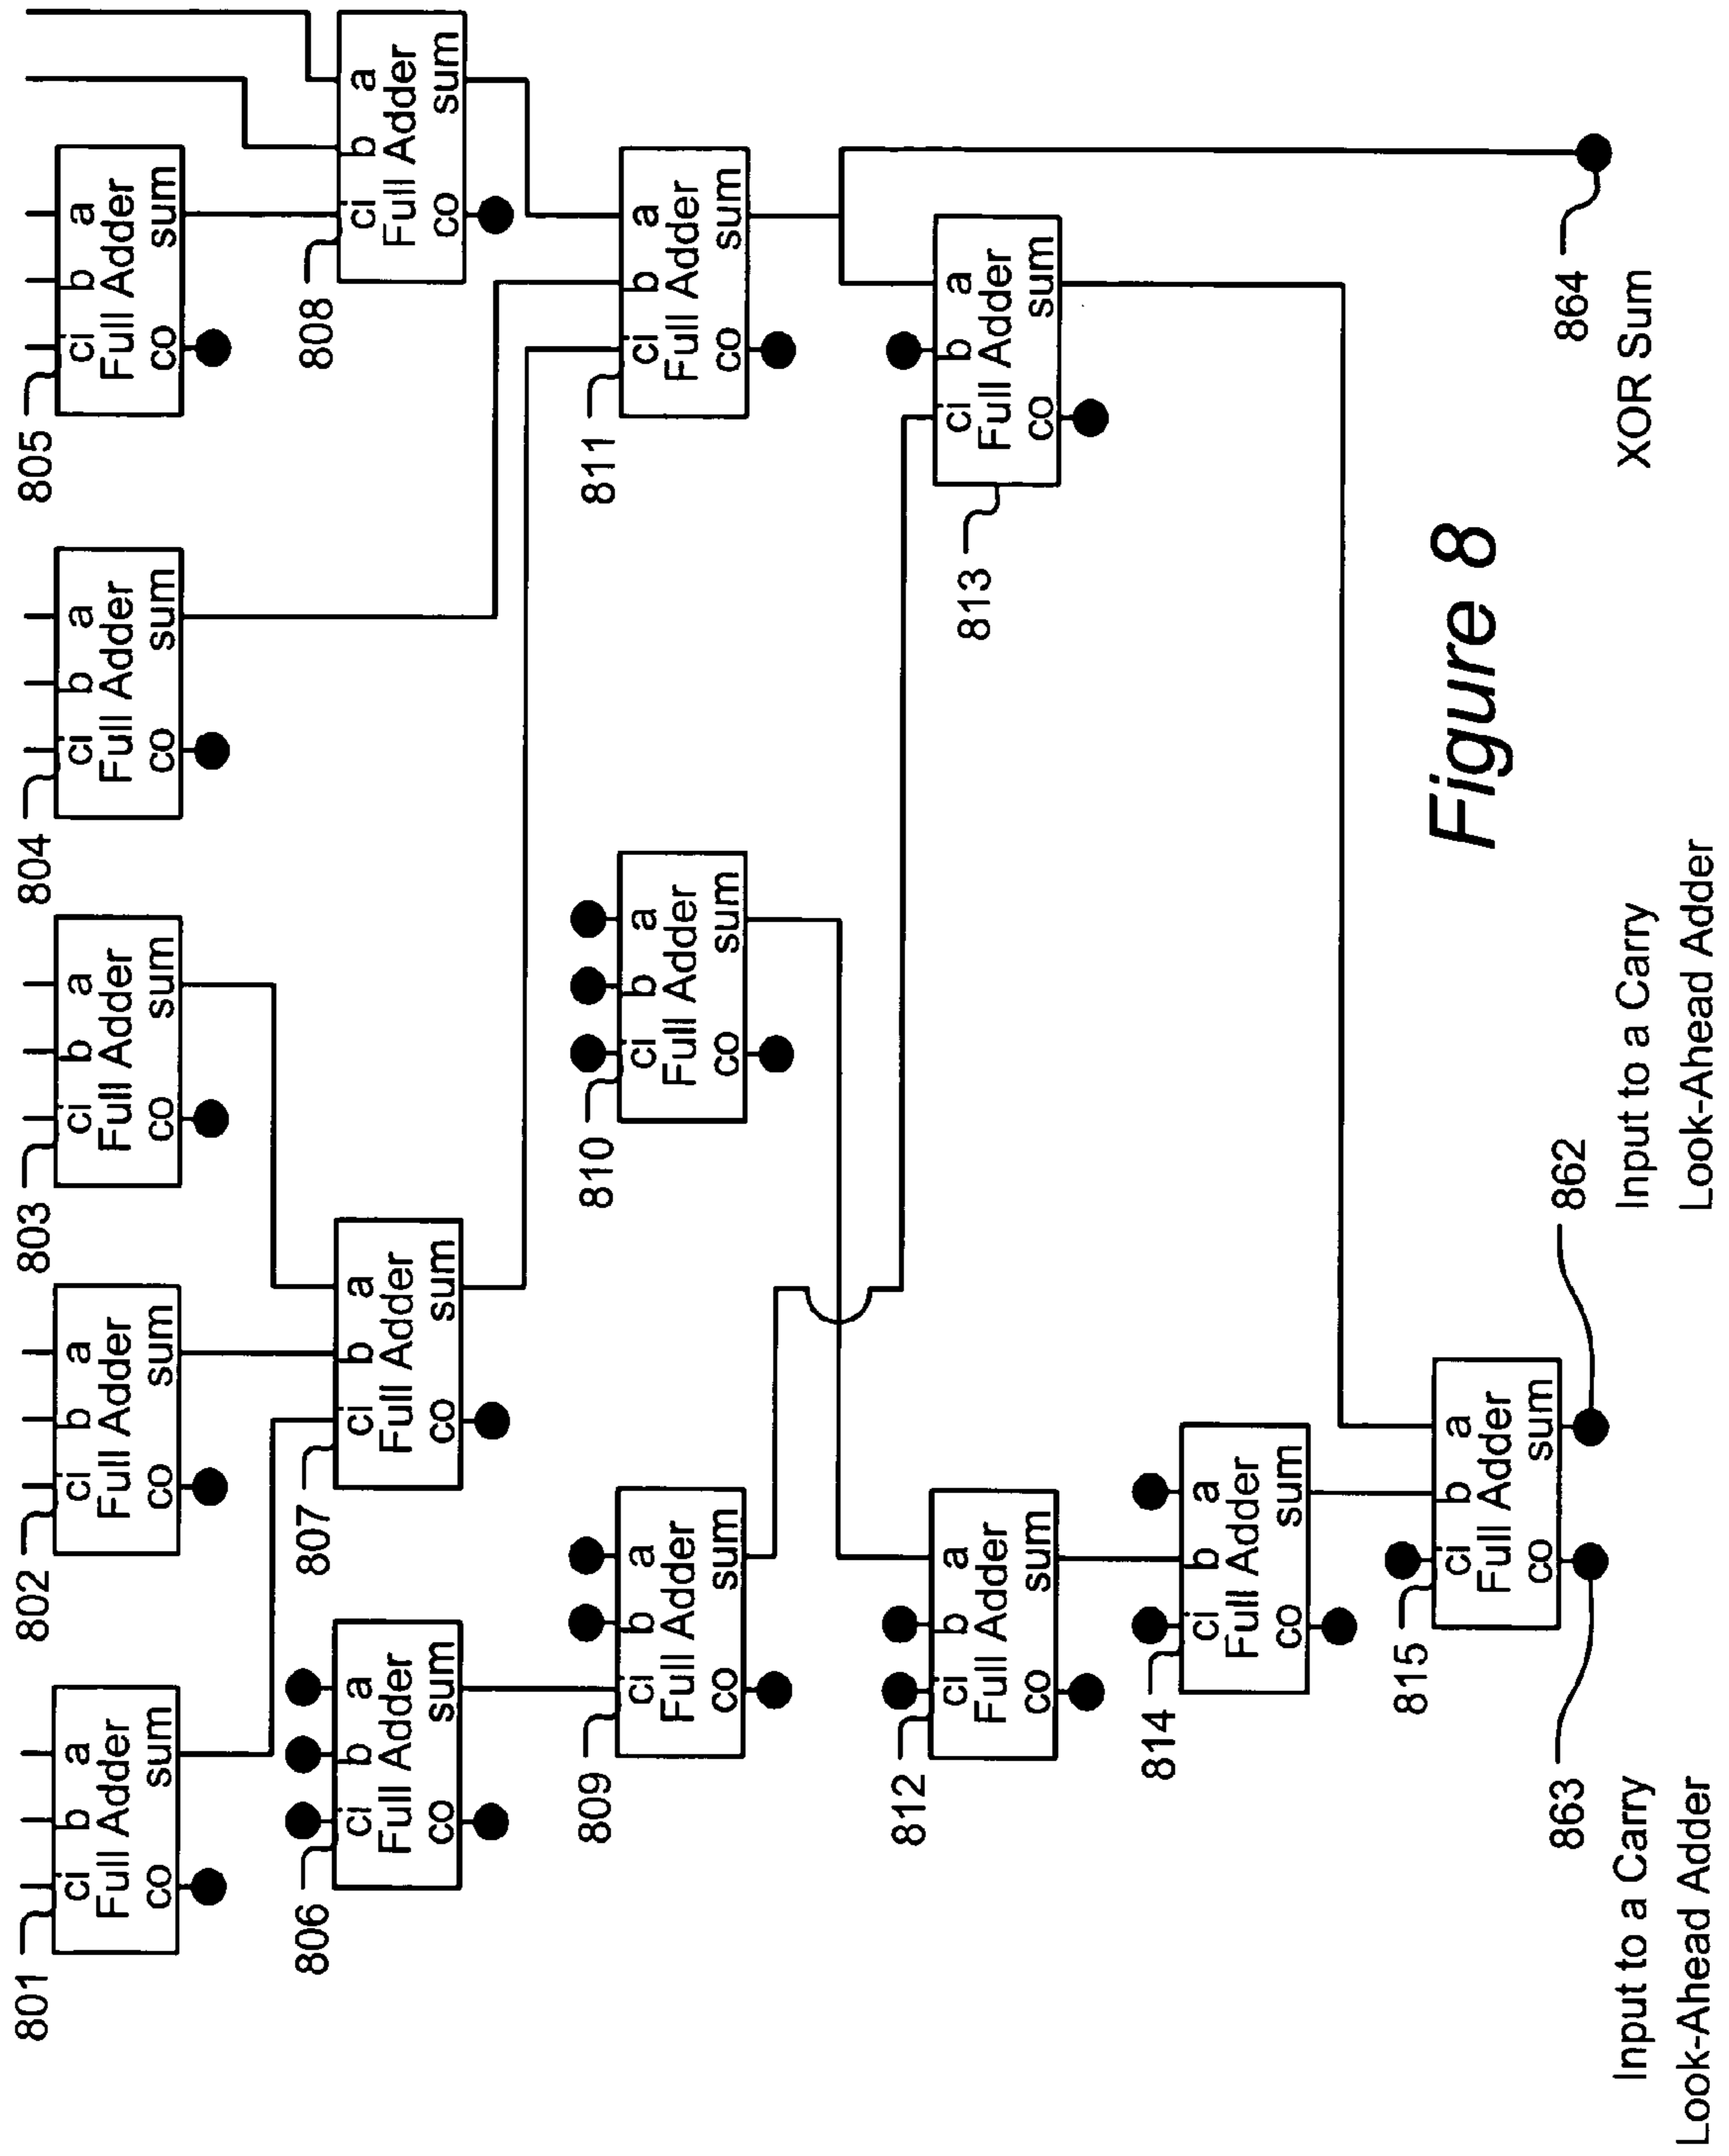 801
ci b a
Full Adder
co sum
802
ci b a
Full Adder
co sum
803
ci b a
Full Adder
co sum
804
ci b a
Full Adder
co sum
805
ci b a
Full Adder
co sum
806
ci b a
Full Adder
co sum
807
ci b a
Full Adder
co sum
808
ci b a
Full Adder
co sum
809
ci b a
Full Adder
co sum
810
ci b a
Full Adder
co sum
811
ci b a
Full Adder
co sum
812
ci b a
Full Adder
co sum
813
ci b a
Full Adder
co sum
814
ci b a
Full Adder
co sum
815
ci b a
Full Adder
co sum
Figure 8
863
Input to a Carry
Look-Ahead Adder
862
Input to a Carry
Look-Ahead Adder
864
XOR Sum